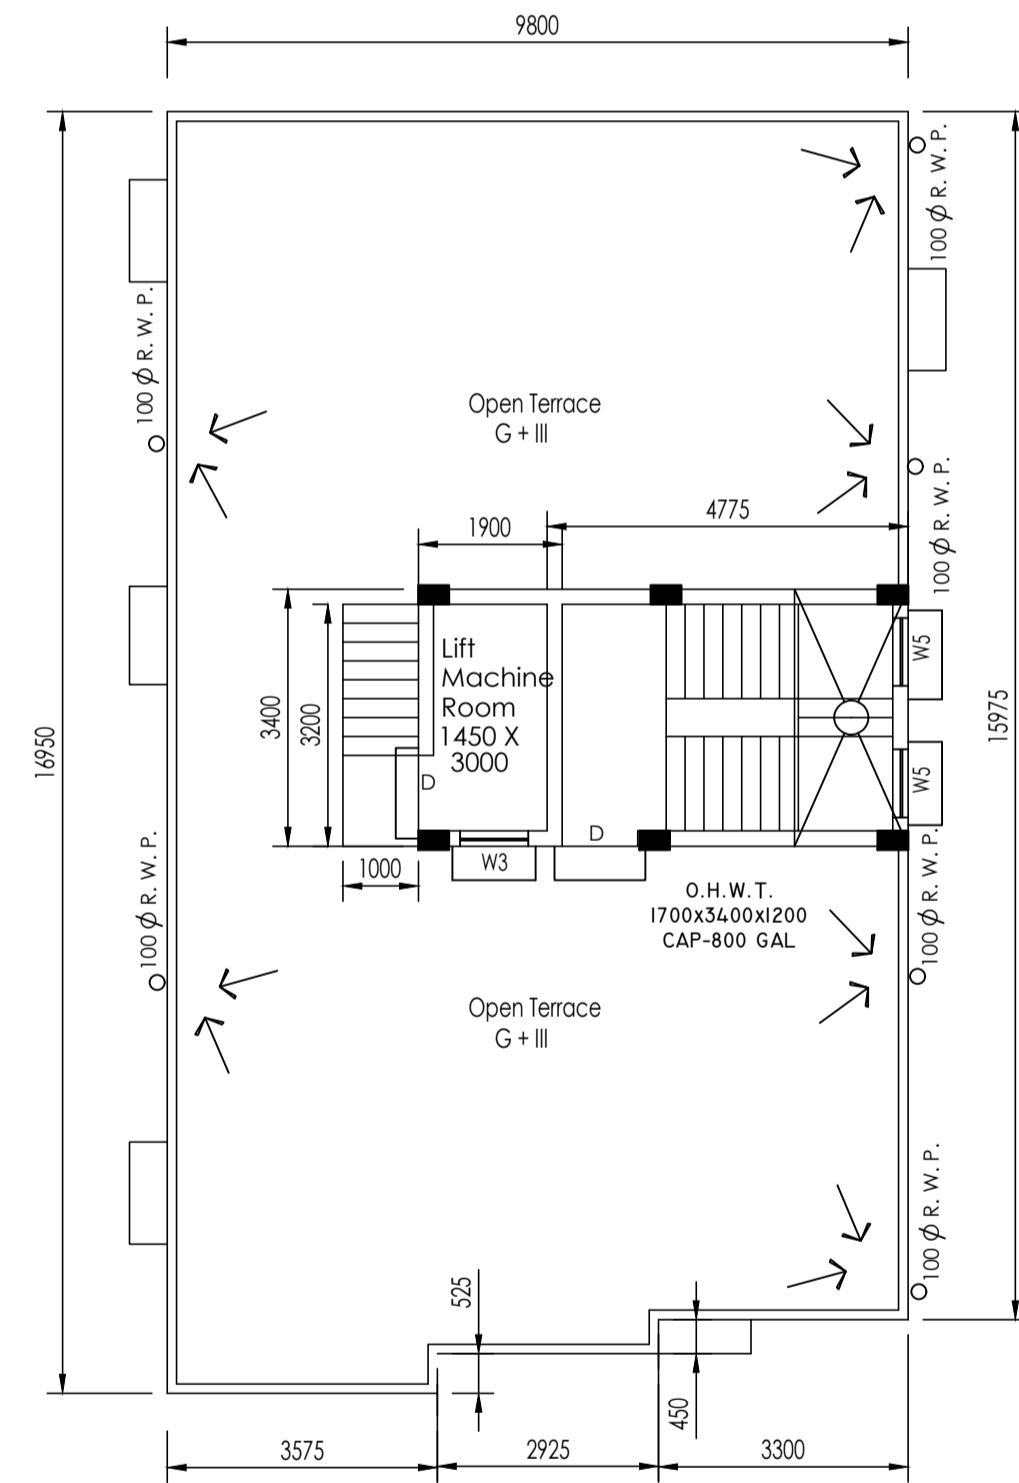 9800
100 ϕ R. W. P.
100 ϕ R. W. P.
Open Terrace
G + III
100 ϕ R. W. P.
4775
1900
Lift
Machine
Room
1450 X
3000
W5
W5
3400
3200
16950
15975
D
D
W3
1000
O.H.W.T.
1700x3400x1200
CAP-800 GAL
100 ϕ R. W. P.
100 ϕ R. W. P.
Open Terrace
G + III
100 ϕ R. W. P.
525
450
3575
2925
3300